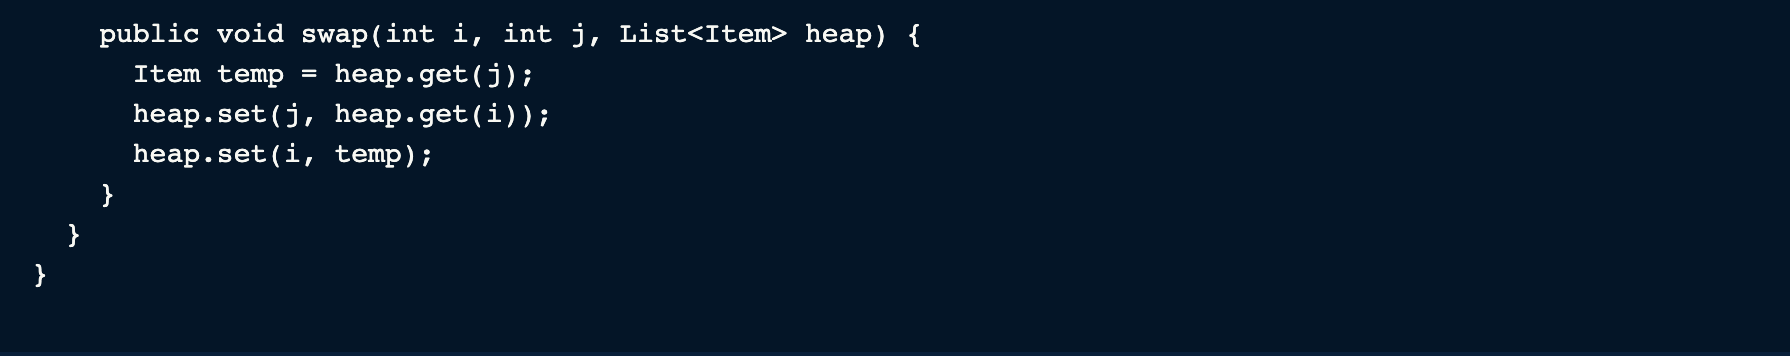 public void swap(int i, int j, List<Item> heap) {
Item temp = heap.get(j);
heap.set(j, heap.get(i));
heap.set(i, temp);
}
}
}